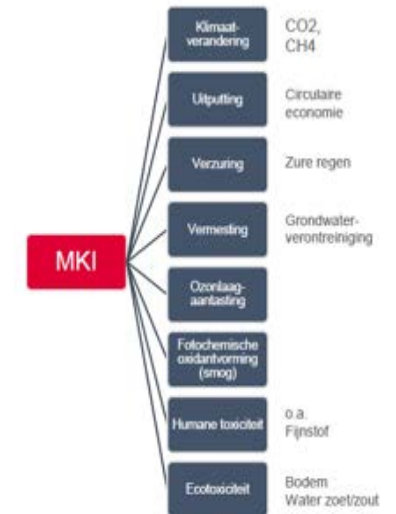 Klimaat-
verandering
CO2,
CH4
Uitputting
Circulaire
economie
Verzuring
Zure regen
Vermesting
Grondwater-
verontreiniging
MKI
Ozonlaag-
aantasting
Fotochemische
oxidantvorming
(smog)
Humane toxiciteit
o.a.
Fijnstof
Ecotoxiciteit
Bodem
Water zoet/zout